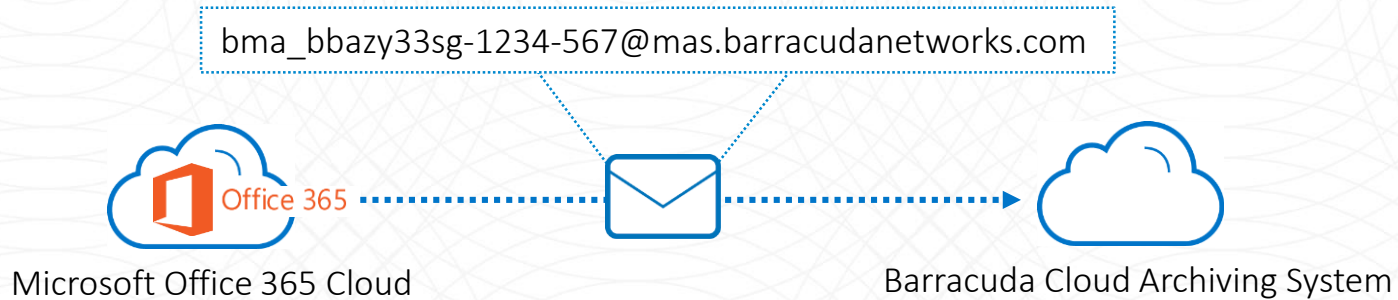 bma_bbazy33sg-1234-567@mas.barracudanetworks.com
Office 365
Microsoft Office 365 Cloud
Barracuda Cloud Archiving System